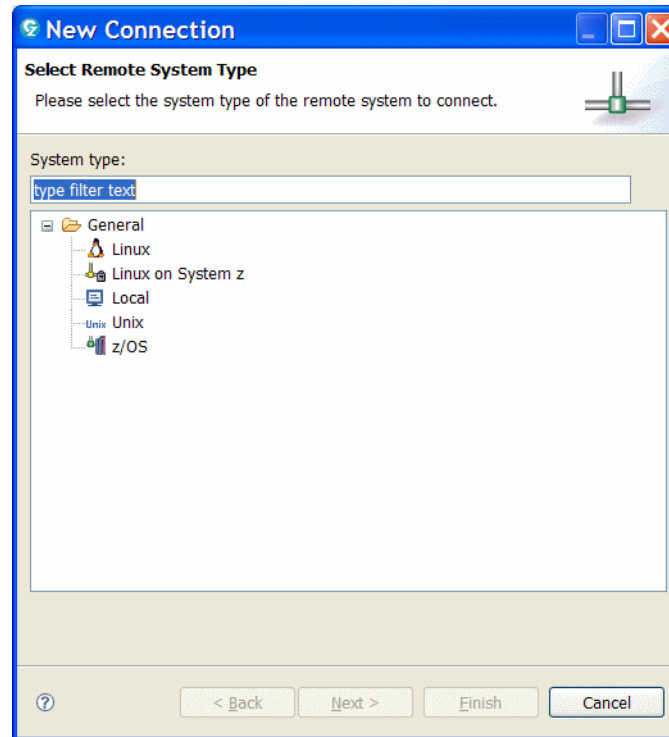 New Connection
Select Remote System Type
Please select the system type of the remote system to connect.
System type:
type filter text
General
Linux
Linux on System z
Local
Unix Unix
z/OS
< Back Next > Finish Cancel